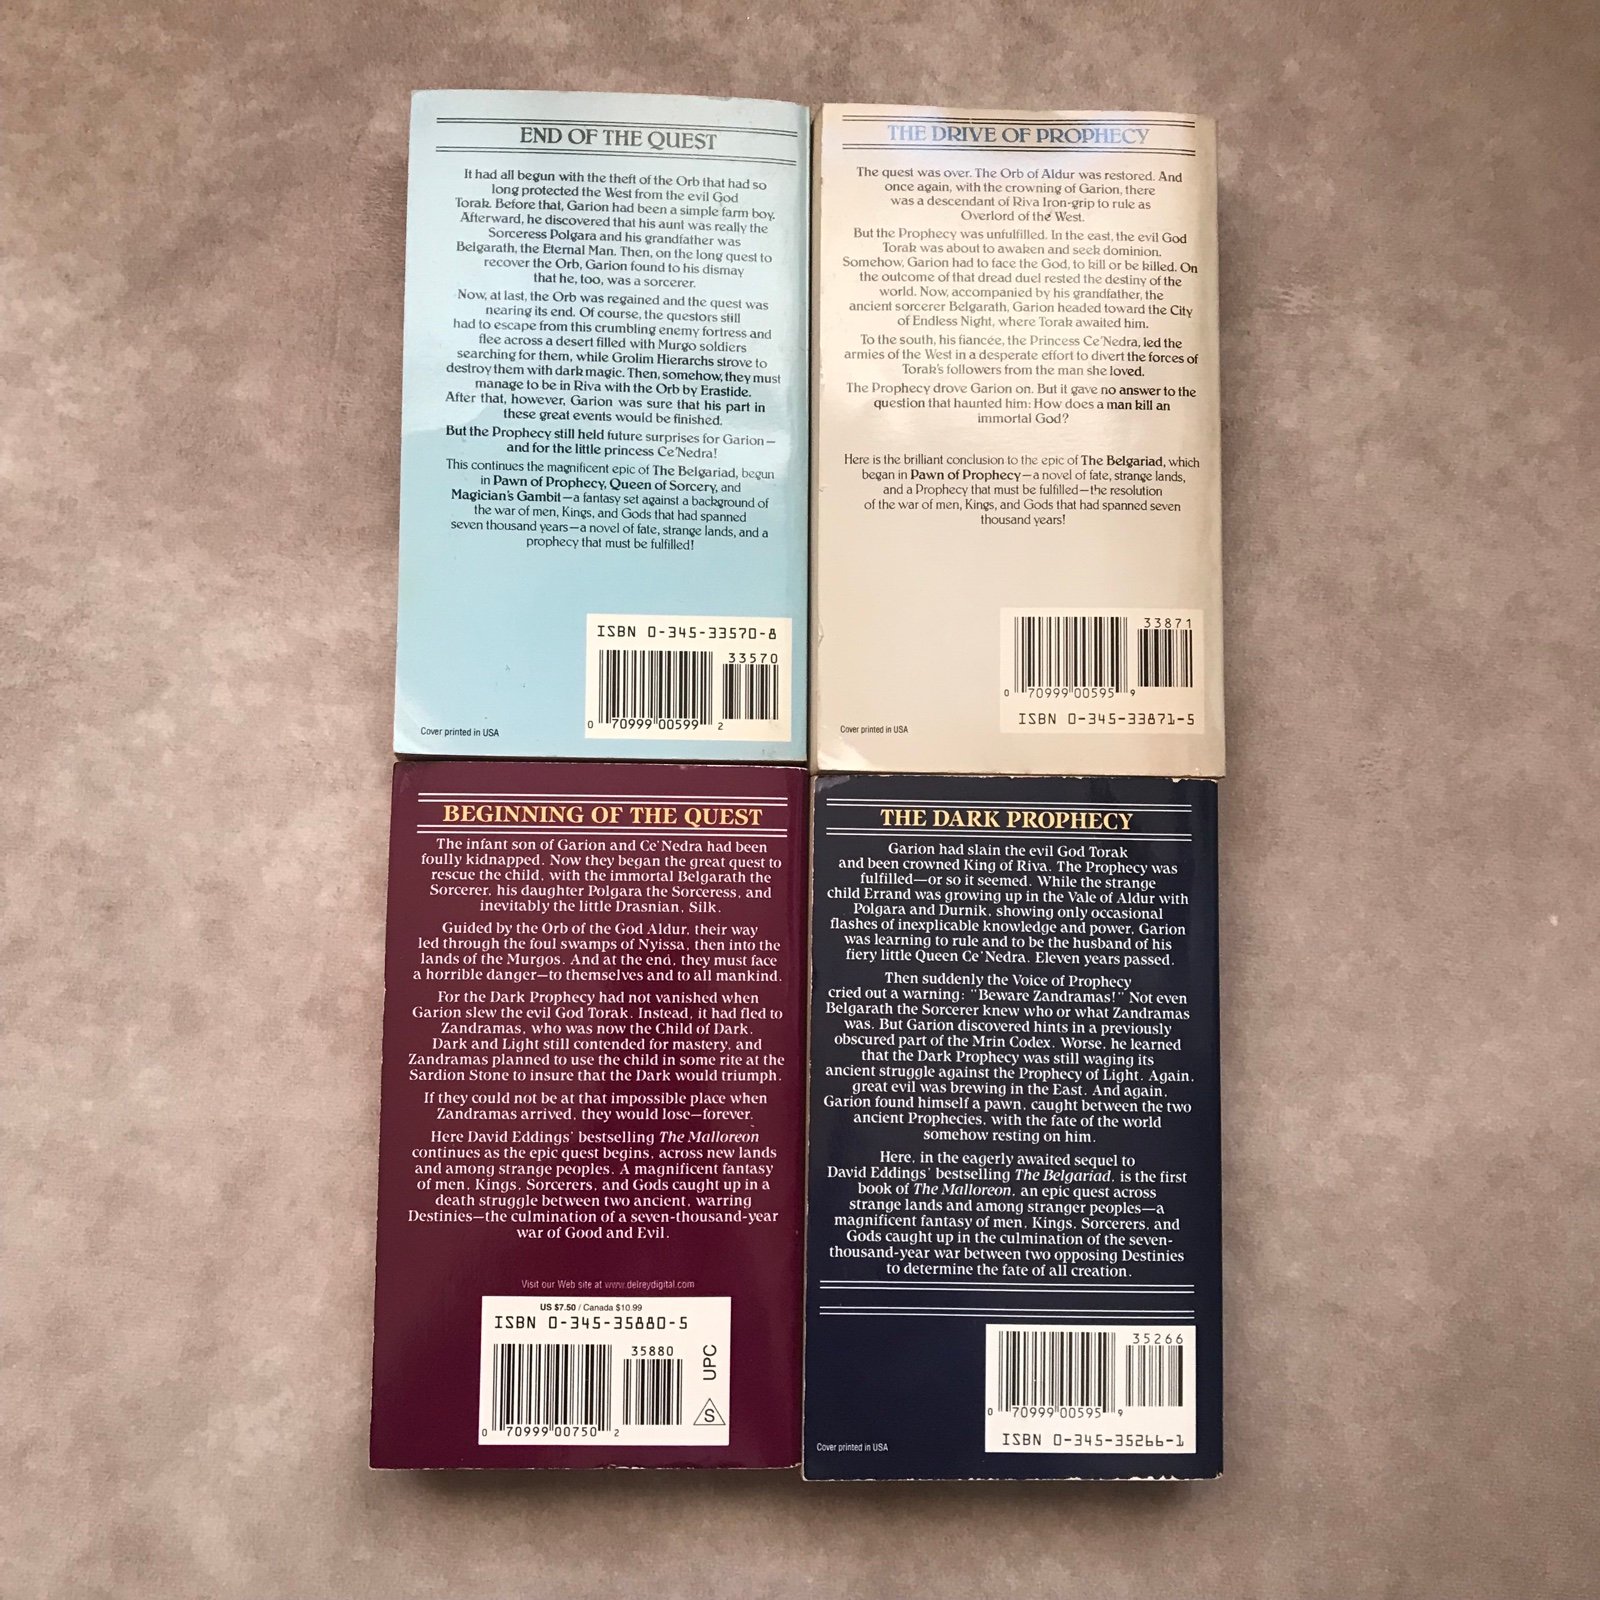 END OF THE QUEST
It had all begun with the theft of the Orb that had so
long protected the West from the evil God
Torak. Before that, Garion had been a simple farm boy.
Afterward, he discovered that his aunt was really the
Sorceress Polgara and his grandfather was
Belgarath, the Eternal Man. Then, on the long quest to
recover the Orb, Garion found to his dismay
that he, too, was a sorcerer.
Now, at last, the Orb was regained and the quest was
nearing its end. Of course, the questors still
had to escape from this crumbling enemy fortress and
flee across a desert filled with Murgo soldiers
searching for them, while Grolim Hierarchs strove to
destroy them with dark magic. Then, somehow, they must
manage to be in Riva with the Orb by Erastide.
After that, however, Garion was sure that his part in
these great events would be finished.
But the Prophecy still held future surprises for Garion—
and for the little princess Ce'Nedra!
This continues the magnificent epic of The Belgariad, begun
in Pawn of Prophecy, Queen of Sorcery, and
Magician's Gambit—a fantasy set against a background of
the war of men, Kings, and Gods that had spanned
seven thousand years—a novel of fate, strange lands, and a
prophecy that must be fulfilled!
ISBN 0-345-33570-8
33570
0 70999 00599 2
Cover printed in USA
THE DRIVE OF PROPHECY
The quest was over. The Orb of Aldur was restored. And
once again, with the crowning of Garion, there
was a descendant of Riva Iron-grip to rule as
Overlord of the West.
But the Prophecy was unfulfilled. In the east, the evil God
Torak was about to awaken and seek dominion.
Somehow, Garion had to face the God, to kill or be killed. On
the outcome of that dread duel rested the destiny of the
world. Now, accompanied by his grandfather, the
ancient sorcerer Belgarath, Garion headed toward the City
of Endless Night, where Torak awaited him.
To the south, his fiancée, the Princess Ce'Nedra, led the
armies of the West in a desperate effort to divert the forces of
Torak's followers from the man she loved.
The Prophecy drove Garion on. But it gave no answer to the
question that haunted him: How does a man kill an
immortal God?
Here is the brilliant conclusion to the epic of The Belgariad, which
began in Pawn of Prophecy—a novel of fate, strange lands,
and a Prophecy that must be fulfilled—the resolution
of the war of men, Kings, and Gods that had spanned seven
thousand years!
33871
0 70999 00595 9
ISBN 0-345-33871-5
Cover printed in USA
BEGINNING OF THE QUEST
The infant son of Garion and Ce'Nedra had been
foully kidnapped. Now they began the great quest to
rescue the child, with the immortal Belgarath the
Sorcerer, his daughter Polgara the Sorceress, and
inevitably the little Drasnian, Silk.
Guided by the Orb of the God Aldur, their way
led through the foul swamps of Nyissa, then into the
lands of the Murgos. And at the end, they must face
a horrible danger—to themselves and to all mankind.
For the Dark Prophecy had not vanished when
Garion slew the evil God Torak. Instead, it had fled to
Zandramas, who was now the Child of Dark.
Dark and Light still contended for mastery, and
Zandramas planned to use the child in some rite at the
Sardion Stone to insure that the Dark would triumph.
If they could not be at that impossible place when
Zandramas arrived, they would lose—forever.
Here David Eddings' bestselling The Malloreon
continues as the epic quest begins, across new lands
and among strange peoples. A magnificent fantasy
of men, Kings, Sorcerers, and Gods caught up in a
death struggle between two ancient, warring
Destinies—the culmination of a seven-thousand-year
war of Good and Evil.
Visit our Web site at www.delreydigital.com
US $7.50 / Canada $10.99
ISBN 0-345-35880-5
35880
0 70999 00750 2
UPC
S
THE DARK PROPHECY
Garion had slain the evil God Torak
and been crowned King of Riva. The Prophecy was
fulfilled—or so it seemed. While the strange
child Errand was growing up in the Vale of Aldur with
Polgara and Durnik, showing only occasional
flashes of inexplicable knowledge and power, Garion
was learning to rule and to be the husband of his
fiery little Queen Ce'Nedra. Eleven years passed.
Then suddenly the Voice of Prophecy
cried out a warning: "Beware Zandramas!" Not even
Belgarath the Sorcerer knew who or what Zandramas
was. But Garion discovered hints in a previously
obscured part of the Mrin Codex. Worse, he learned
that the Dark Prophecy was still waging its
ancient struggle against the Prophecy of Light. Again,
great evil was brewing in the East. And again,
Garion found himself a pawn, caught between the two
ancient Prophecies, with the fate of the world
somehow resting on him.
Here, in the eagerly awaited sequel to
David Eddings' bestselling The Belgariad, is the first
book of The Malloreon, an epic quest across
strange lands and among stranger peoples—a
magnificent fantasy of men, Kings, Sorcerers, and
Gods caught up in the culmination of the seven-
thousand-year war between two opposing Destinies
to determine the fate of all creation.
35266
0 70999 00595 9
ISBN 0-345-35266-1
Cover printed in USA